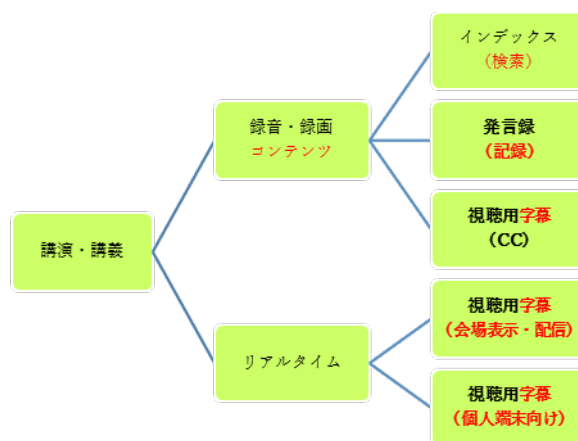 インデックス
（検索）
録音・録画
コンテンツ
発言録
（記録）
視聴用字幕
（CC）
講演・講義
視聴用字幕
（会場表示・配信）
リアルタイム
視聴用字幕
（個人端末向け）